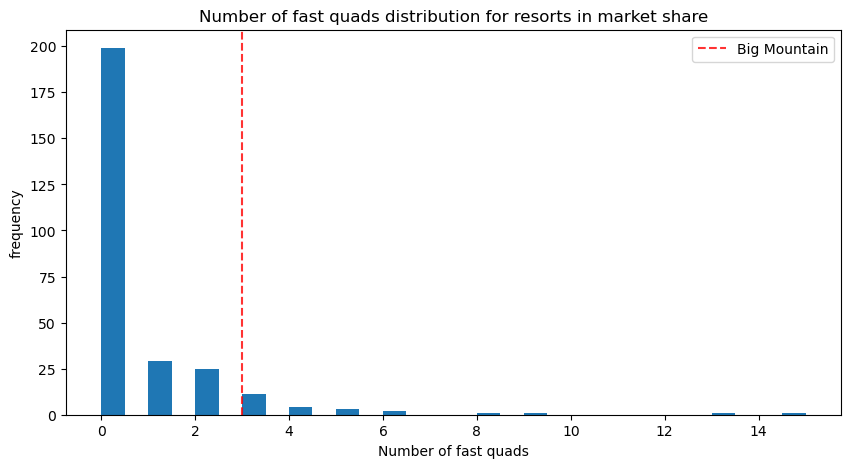 Number of fast quads distribution for resorts in market share
Big Mountain
200
175
150
125
100
75
50
25
0
frequency
0 2 4 6 8 10 12 14
Number of fast quads